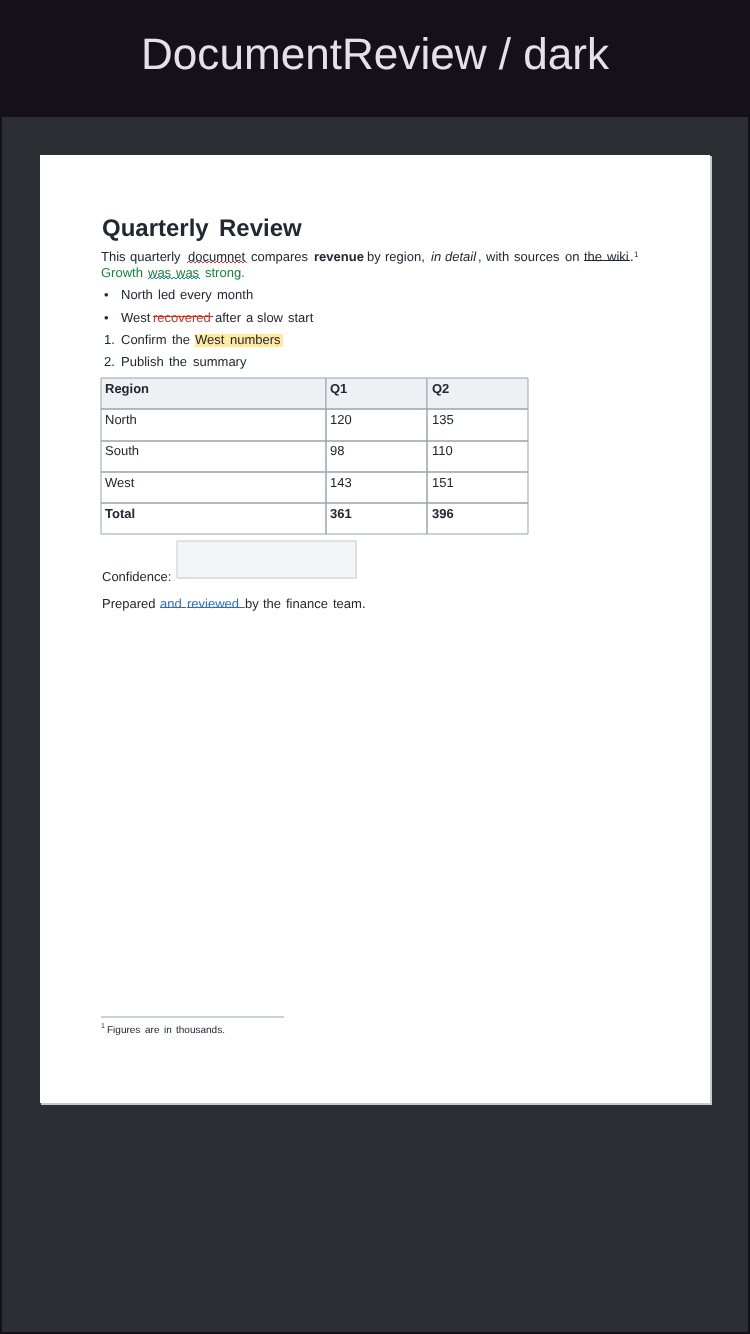 DocumentReview / dark
Quarterly Review
This quarterly documnet compares revenue by region, in detail, with sources on the wiki.¹
Growth was was strong.
• North led every month
• West recovered after a slow start
1. Confirm the West numbers
2. Publish the summary
Region Q1 Q2
North 120 135
South 98 110
West 143 151
Total 361 396
Confidence:
Prepared and reviewed by the finance team.
¹ Figures are in thousands.